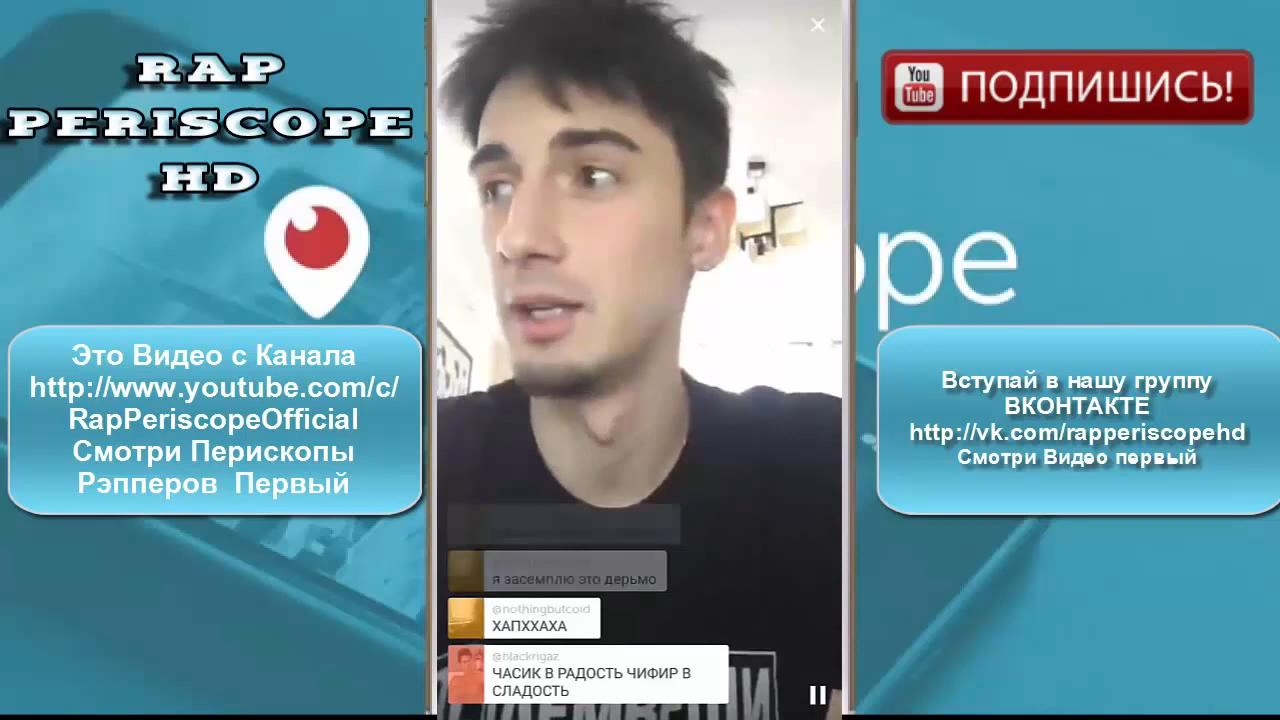 RAP
PERISCOPE
HD
Это Видео с Канала
http://www.youtube.com/c/
RapPeriscopeOfficial
Смотри Перископы
Рэпперов Первый
×
я засемплю это дерьмо
@nothingbutcold
ХАПХХАХА
@blackrigaz
ЧАСИК В РАДОСТЬ ЧИФИР В
СЛАДОСТЬ
You
Tube
ПОДПИШИСЬ!
ope
Вступай в нашу группу
ВКОНТАКТЕ
http://vk.com/rapperiscopehd
Смотри Видео первый